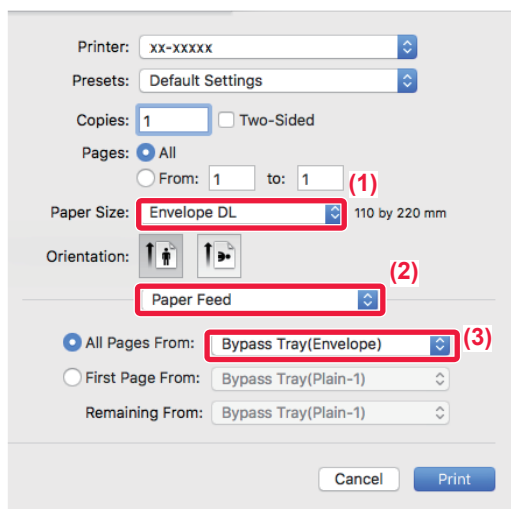 Printer: xx-xxxxx
Presets: Default Settings
Copies: 1 Two-Sided
Pages: All
From: 1 to: 1
(1)
Paper Size: Envelope DL 110 by 220 mm
Orientation:
(2)
Paper Feed
All Pages From: Bypass Tray(Envelope) (3)
First Page From: Bypass Tray(Plain-1)
Remaining From: Bypass Tray(Plain-1)
Cancel Print